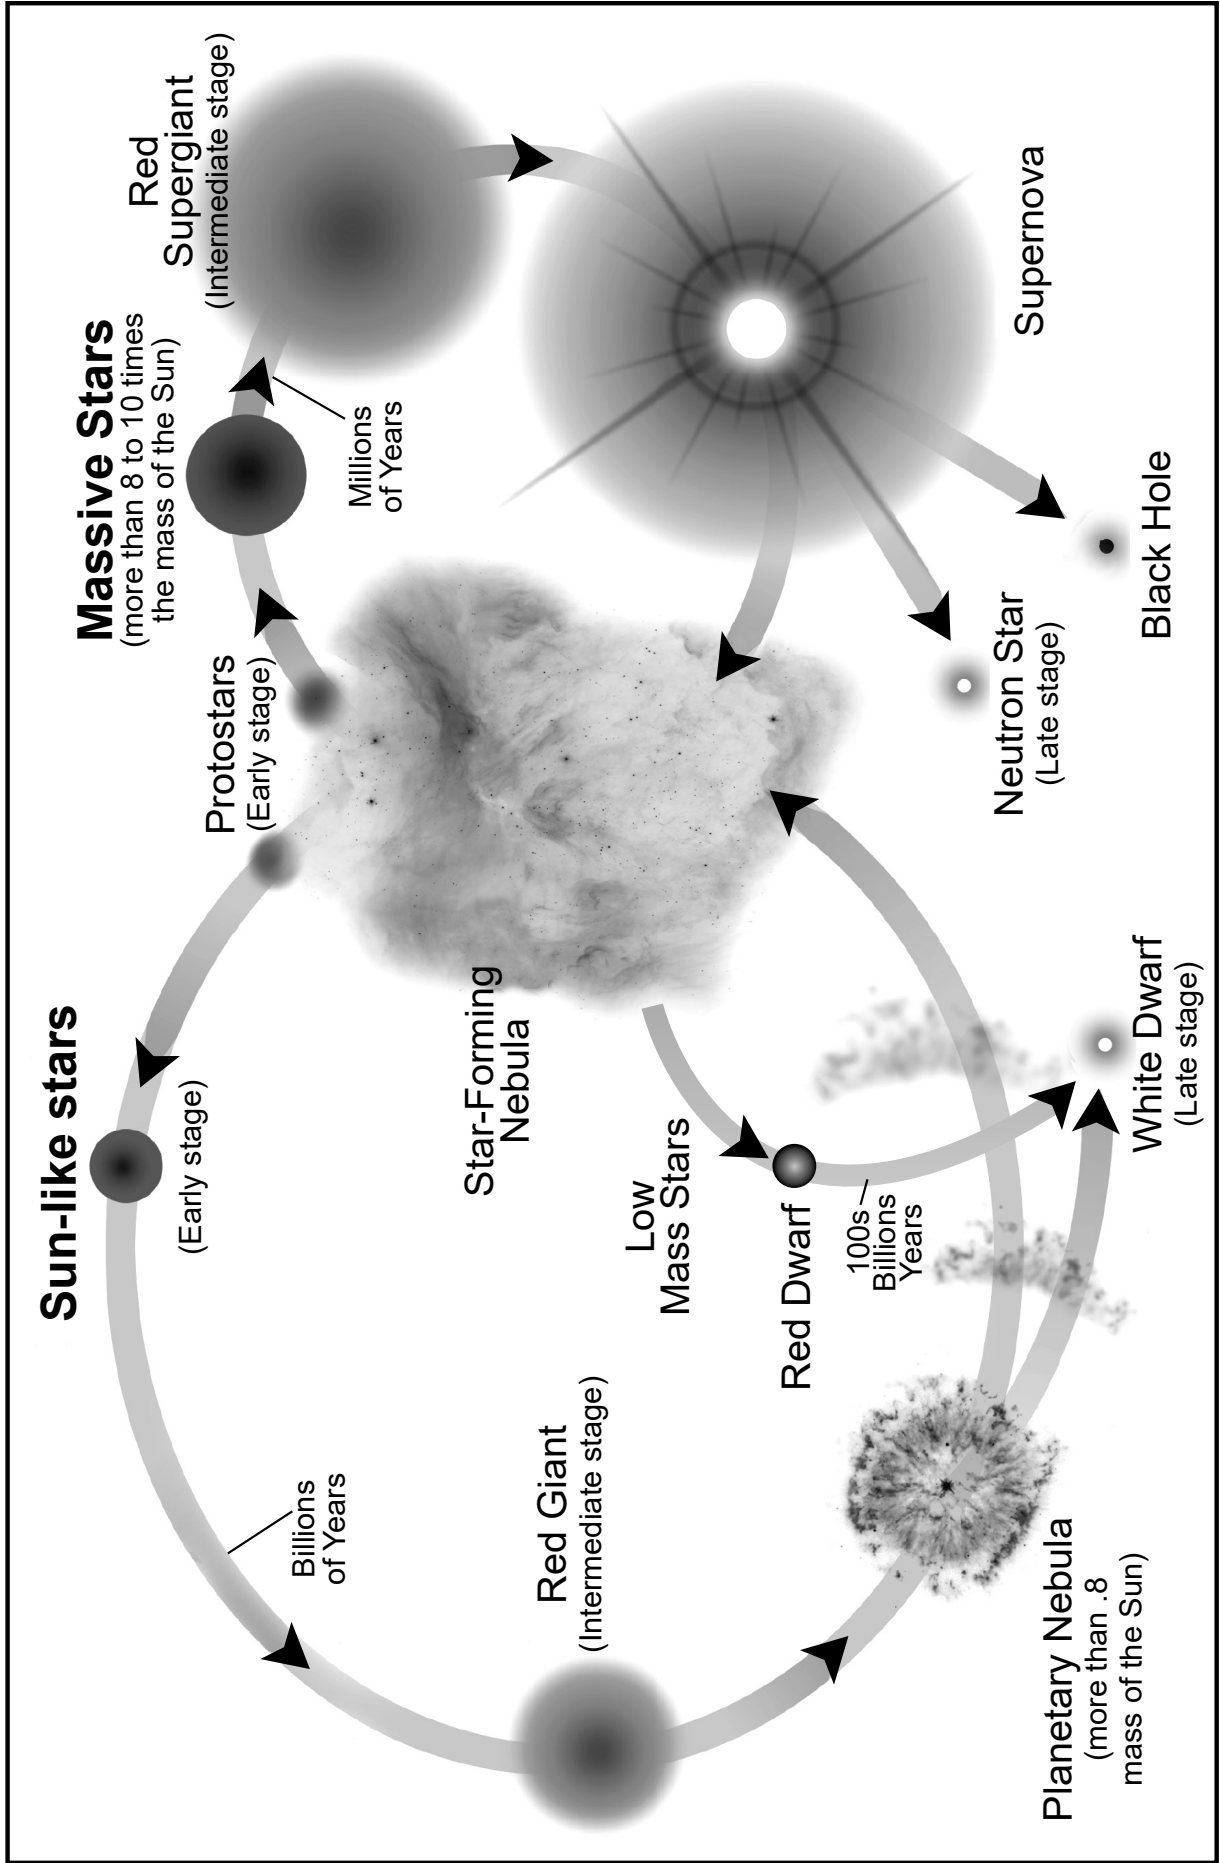 Sun-like stars
(Early stage)
Billions
of Years
Red Giant
(Intermediate stage)
Planetary Nebula
(more than .8
mass of the Sun)
Star-Forming
Nebula
Low
Mass Stars
Red Dwarf
100s
Billions
Years
White Dwarf
(Late stage)
Protostars
(Early stage)
Massive Stars
(more than 8 to 10 times
the mass of the Sun)
Millions
of Years
Red
Supergiant
(Intermediate stage)
Supernova
Neutron Star
(Late stage)
Black Hole